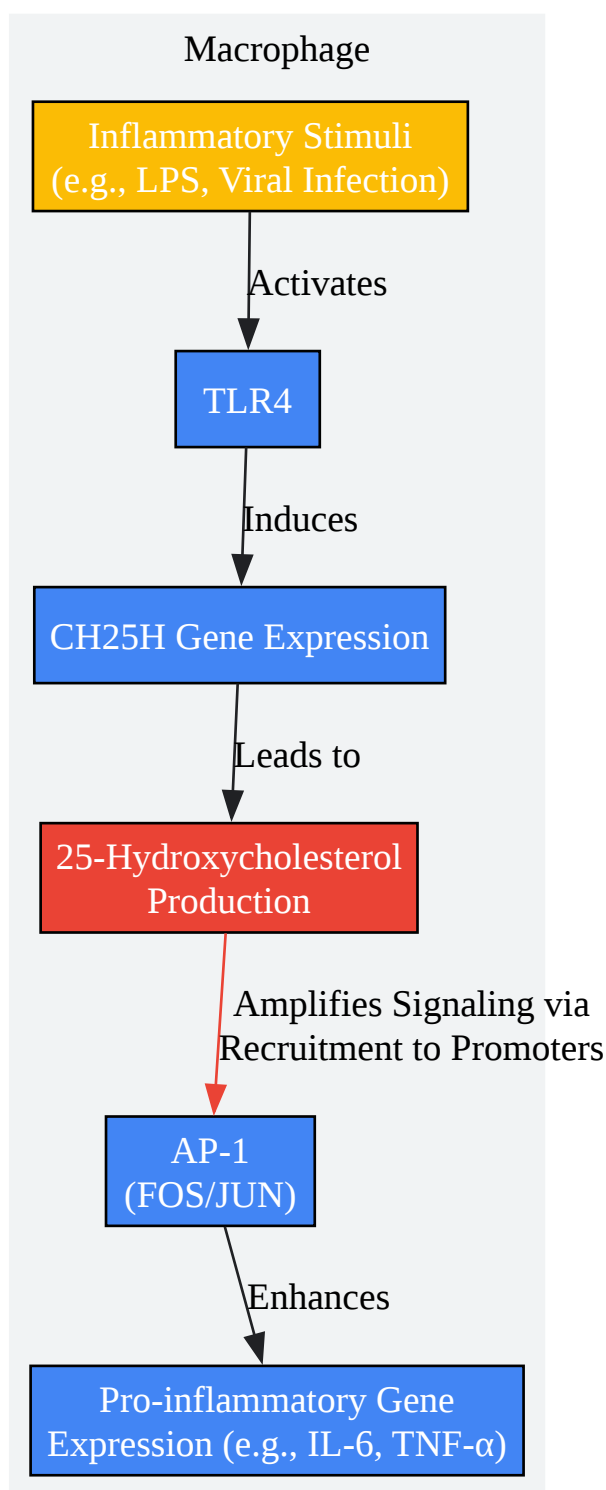 Macrophage
Inflammatory Stimuli
(e.g., LPS, Viral Infection)
Activates
TLR4
Induces
CH25H Gene Expression
Leads to
25-Hydroxycholesterol
Production
Amplifies Signaling via
Recruitment to Promoters
AP-1
(FOS/JUN)
Enhances
Pro-inflammatory Gene
Expression (e.g., IL-6, TNF-α)